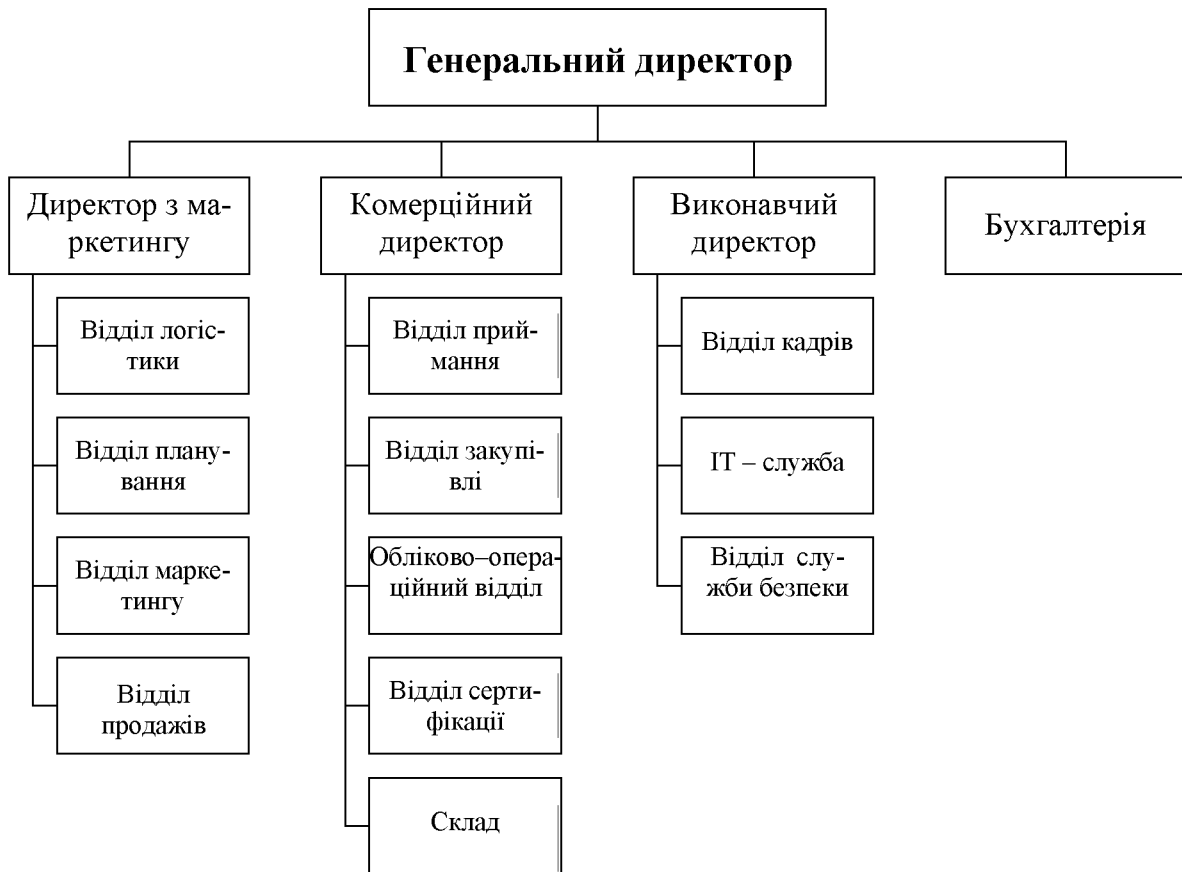 Генеральний директор
Директор з ма-
ркетингу
Комерційний
директор
Виконавчий
директор
Бухгалтерія
Відділ логіс-
тики
Відділ плану-
вання
Відділ марке-
тингу
Відділ
продажів
Відділ прий-
мання
Відділ закупі-
влі
Обліково–опера-
ційний відділ
Відділ серти-
фікації
Склад
Відділ кадрів
ІТ – служба
Відділ слу-
жби безпеки